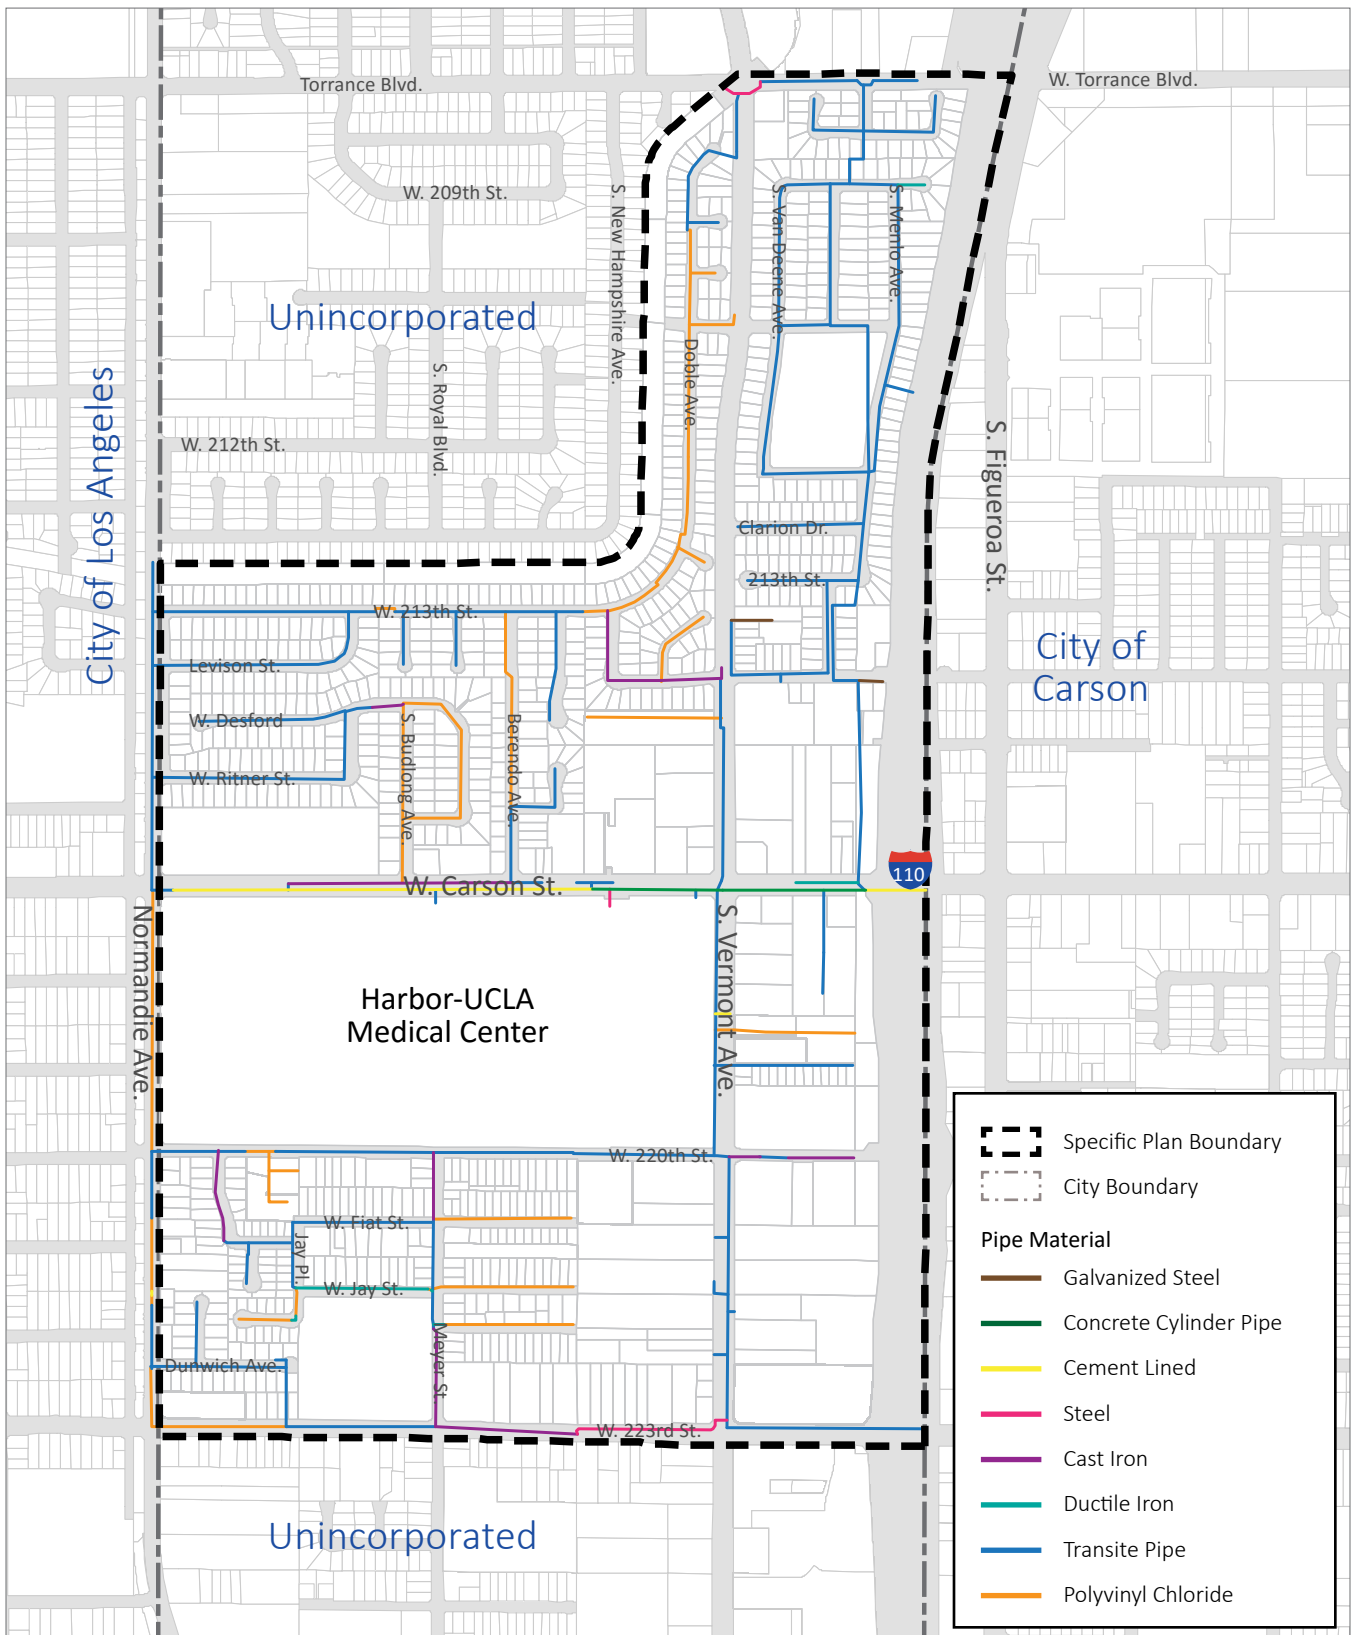 Torrance Blvd.
W. Torrance Blvd.
W. 209th St.
S. New Hampshire Ave.
S. Van Deene Ave.
S. Menlo Ave.
Unincorporated
Doble Ave.
S. Royal Blvd.
City of Los Angeles
W. 212th St.
S. Figueroa St.
Clarion Dr.
213th St.
W. 213th St.
City of
Carson
Levison St.
W. Desford
S. Budlong Ave.
Berendo Ave.
W. Ritner St.
110
W. Carson St.
Normandie Ave.
S. Vermont Ave.
Harbor-UCLA
Medical Center
W. 220th St.
W. Fiat St.
Jay Pl.
W. Jay St.
Meyer St.
Dunwich Ave.
W. 223rd St.
Unincorporated
Specific Plan Boundary
City Boundary
Pipe Material
Galvanized Steel
Concrete Cylinder Pipe
Cement Lined
Steel
Cast Iron
Ductile Iron
Transite Pipe
Polyvinyl Chloride